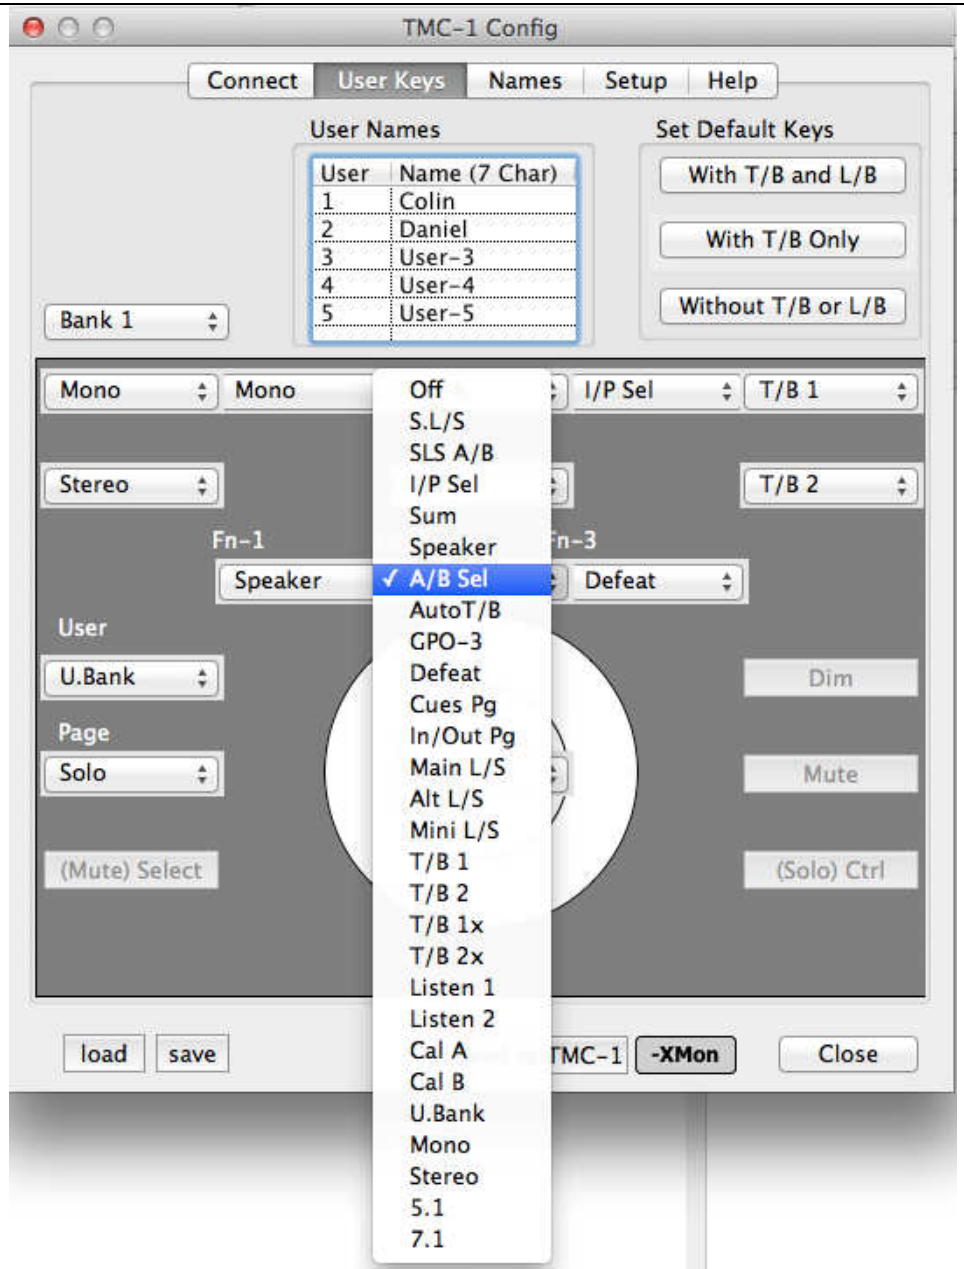 TMC-1 Config
Connect User Keys Names Setup Help
User Names
Set Default Keys
User Name (7 Char)
1 Colin
2 Daniel
3 User-3
4 User-4
5 User-5
With T/B and L/B
With T/B Only
Without T/B or L/B
Bank 1
Mono Mono I/P Sel T/B 1
Stereo T/B 2
Fn-1 Fn-3
Speaker Defeat
User
U.Bank Dim
Page
Solo Mute
(Mute) Select (Solo) Ctrl
Off
S.L/S
SLS A/B
I/P Sel
Sum
Speaker
✓ A/B Sel
AutoT/B
GPO-3
Defeat
Cues Pg
In/Out Pg
Main L/S
Alt L/S
Mini L/S
T/B 1
T/B 2
T/B 1x
T/B 2x
Listen 1
Listen 2
Cal A
Cal B
U.Bank
Mono
Stereo
5.1
7.1
load save TMC-1 -XMon Close